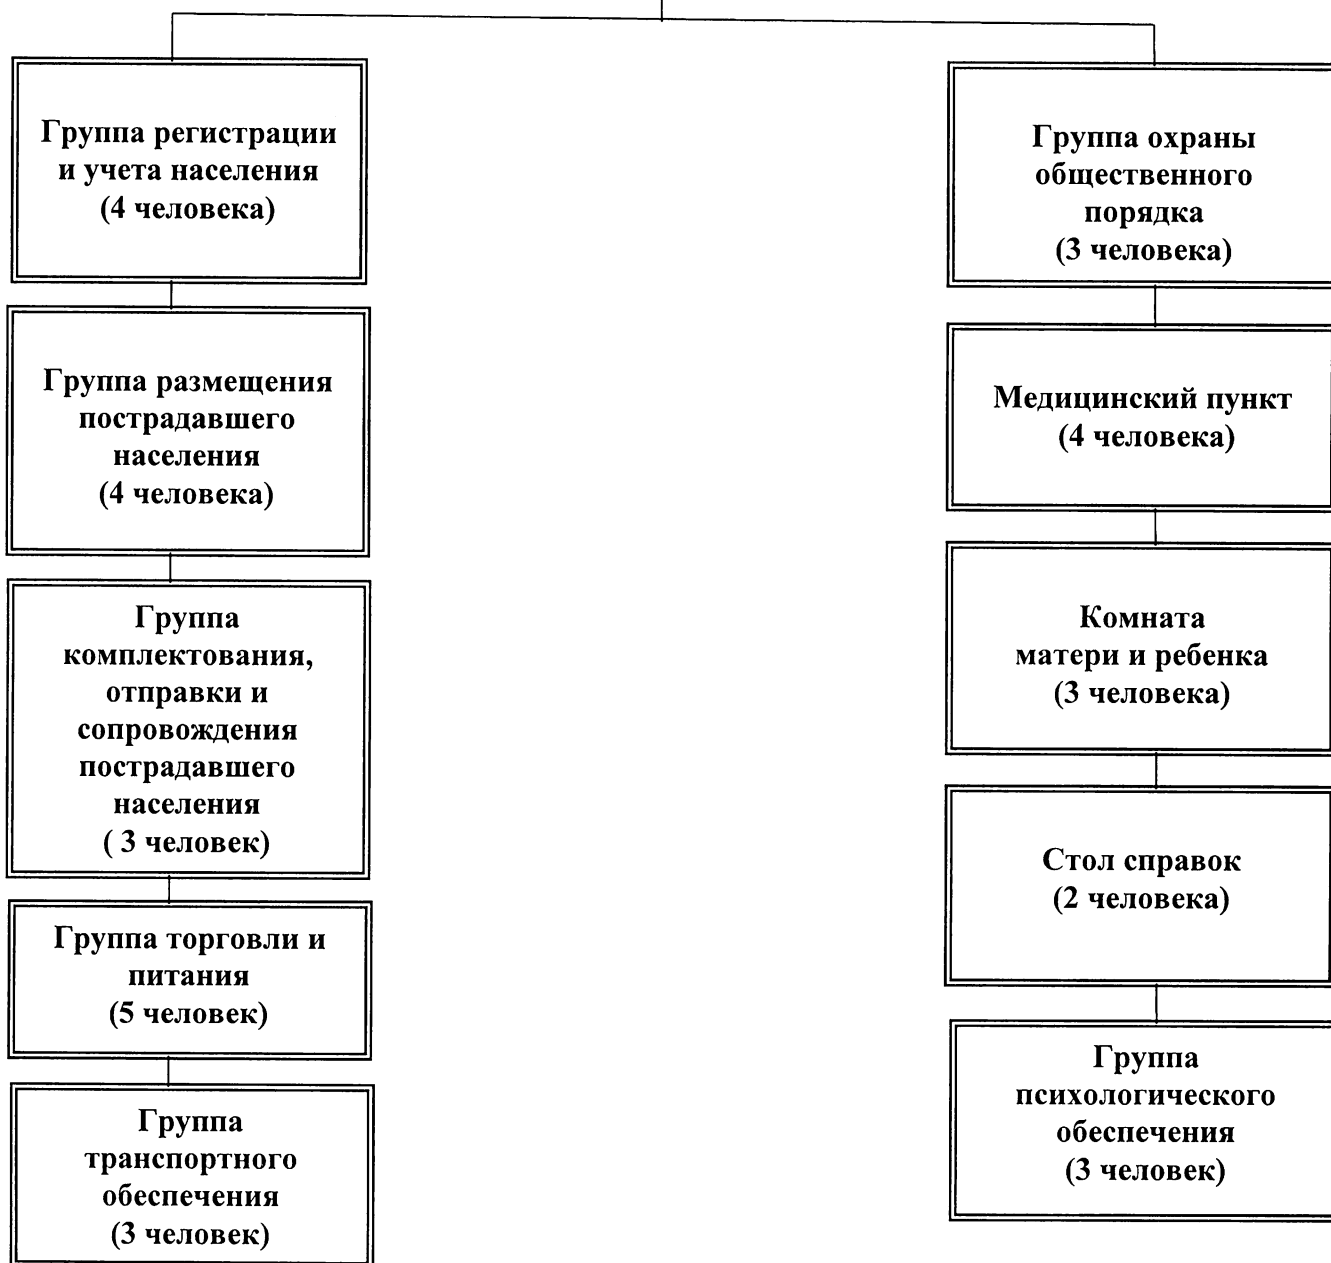 Группа регистрации
и учета населения
(4 человека)
Группа размещения
пострадавшего
населения
(4 человека)
Группа
комплектования,
отправки и
сопровождения
пострадавшего
населения
( 3 человек)
Группа торговли и
питания
(5 человек)
Группа
транспортного
обеспечения
(3 человек)
Группа охраны
общественного
порядка
(3 человека)
Медицинский пункт
(4 человека)
Комната
матери и ребенка
(3 человека)
Стол справок
(2 человека)
Группа
психологического
обеспечения
(3 человек)